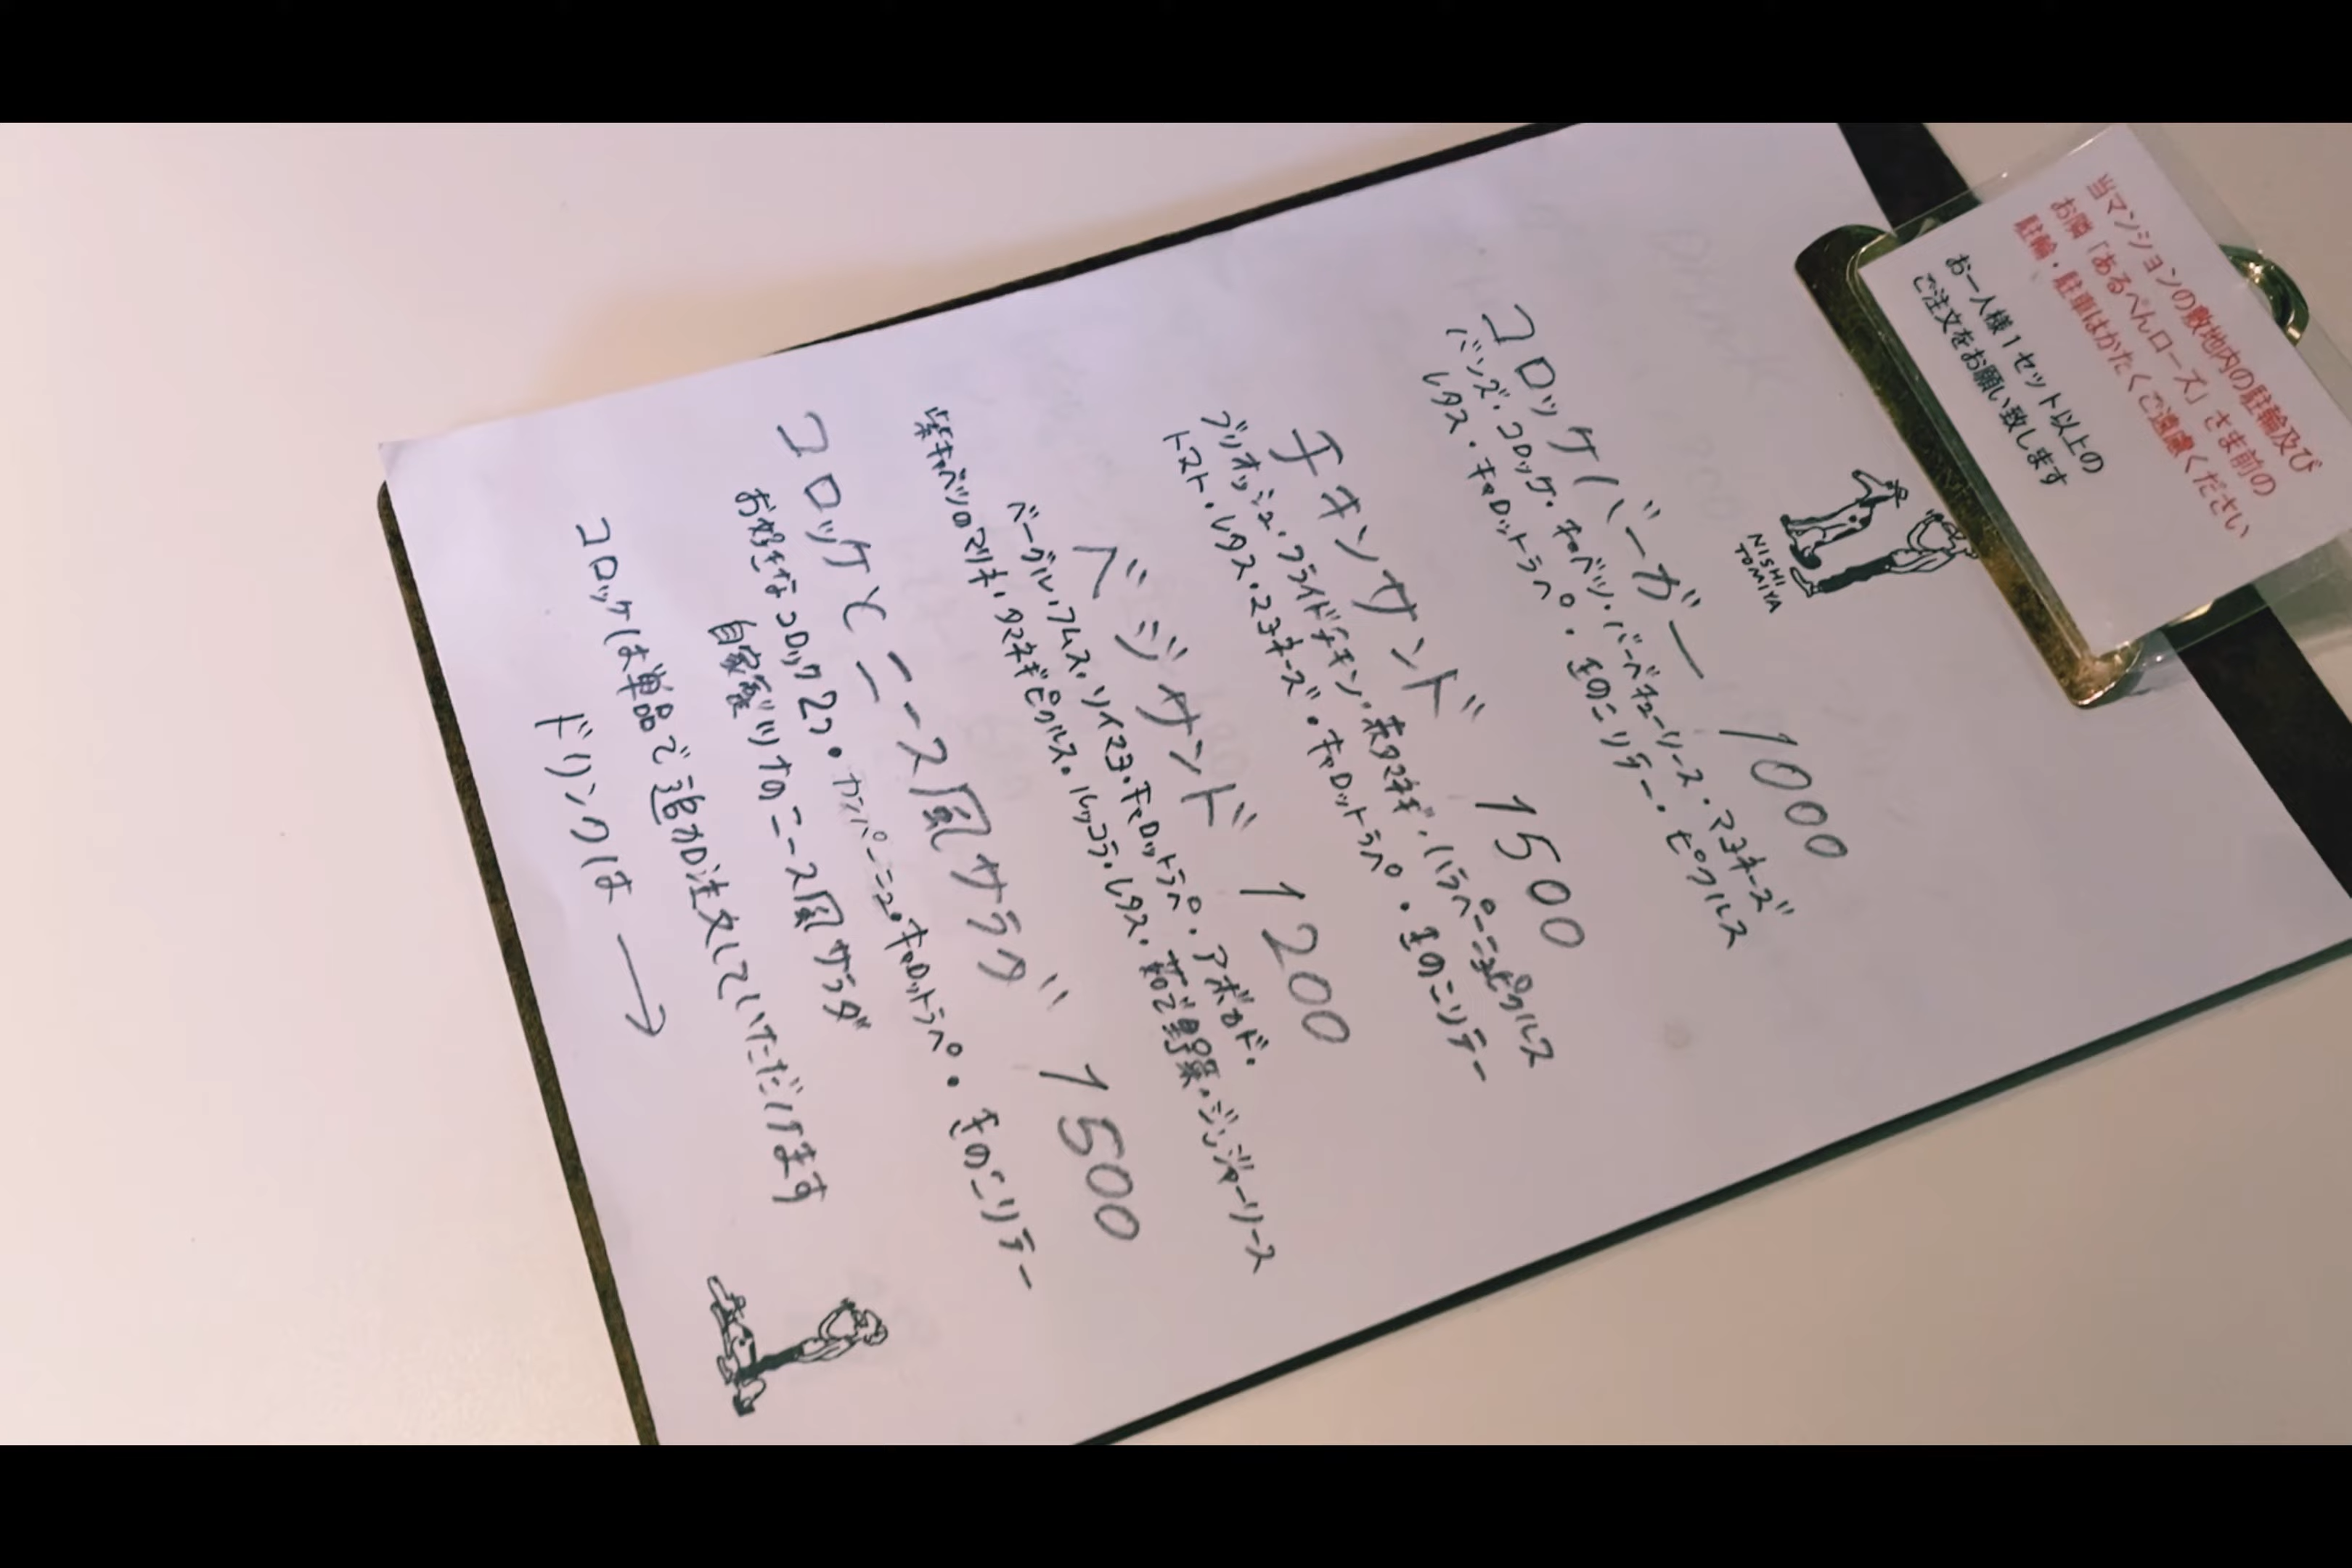 当マンションの敷地内の駐輪及び
お隣「あるぺんローズ」さま前の
駐輪・駐車はかたくご遠慮ください
お一人様1セット以上の
ご注文をお願い致します
NISHI
TOMIYA
コロッケバーガー 1000
バンズ・コロッケ・キャベツ・バーベキューソース・マヨネーズ
レタス・キャロットラペ・きのこソテー・ピクルス
チキンサンド 1500
ブリオッシュ・フライドチキン・紫タマネギ・ハラペーニョピクルス
トマト・レタス・マヨネーズ・キャロットラペ・きのこソテー
ベジサンド 1200
ベーグル・フムス・ソイマヨ・キャロットラペ・アボカド・
紫キャベツのマリネ・タマネギピクルス・ルッコラ・レタス・茹で野菜・ジンジャーソース
コロッケとニース風サラダ 1500
お好きなコロッケ2つ・カンパーニュ・キャロットラペ・きのこソテー
自家製ツナのニース風サラダ
コロッケは単品で追加注文していただけます
ドリンクは →